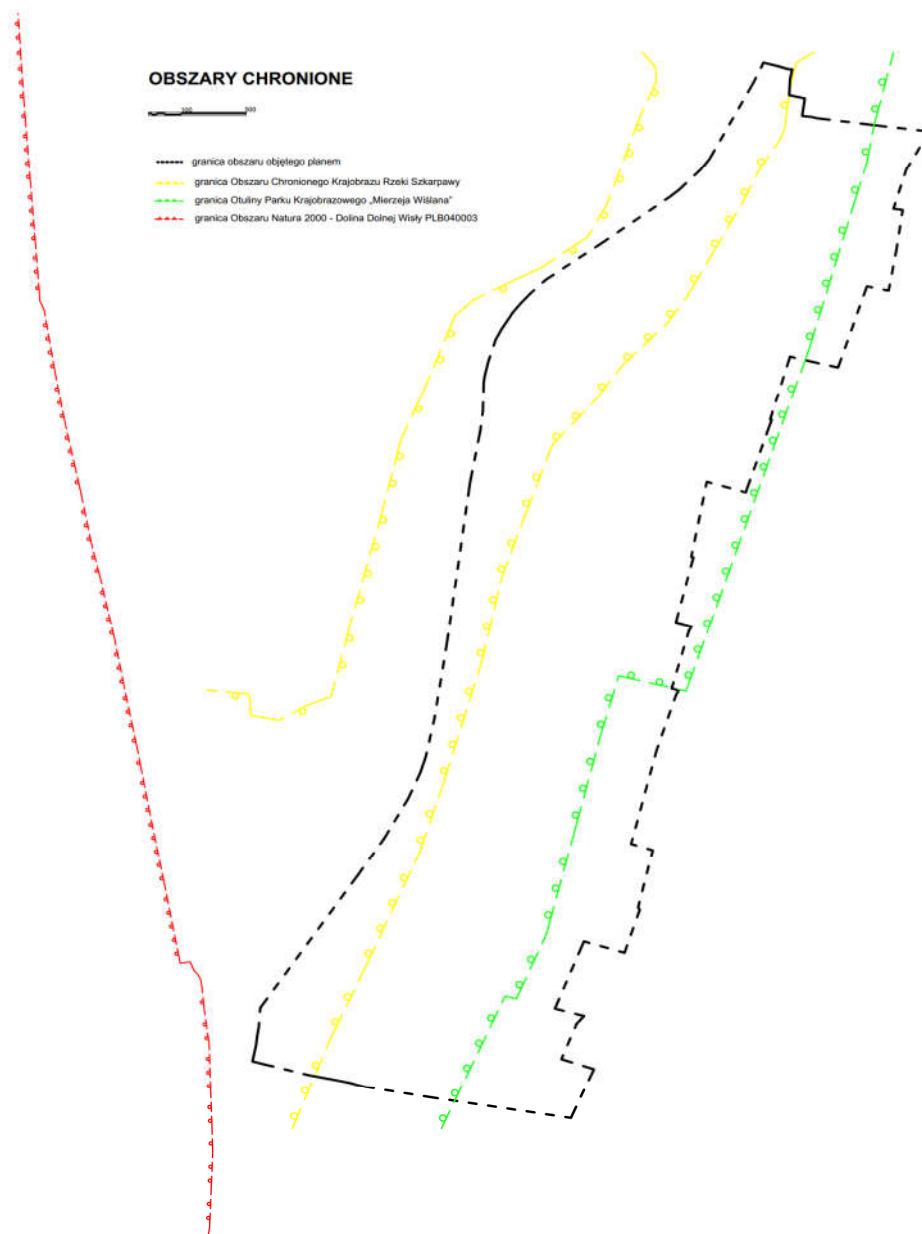 OBSZARY CHRONIONE
500
granica obszaru objętego planem
granica Obszaru Chronionego Krajobrazu Rzeki Szkarpawy
granica Otuliny Parku Krajobrazowego „Mierzeja Wiślana”
granica Obszaru Natura 2000 - Dolina Dolnej Wisły PLB040003